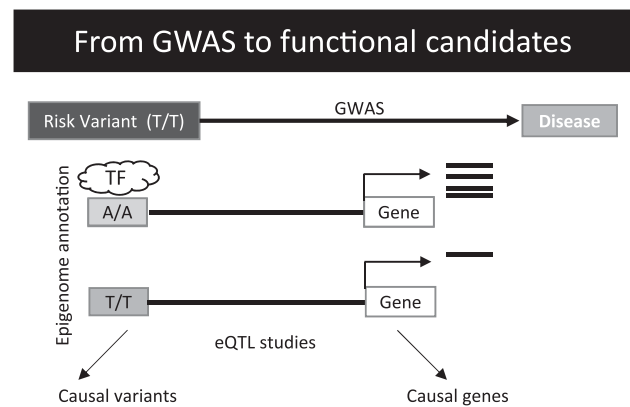 From GWAS to functional candidates
GWAS
Risk Variant (T/T)
Disease
Epigenome annotation
TF
A/A
Gene
T/T
Gene
eQTL studies
Causal variants
Causal genes